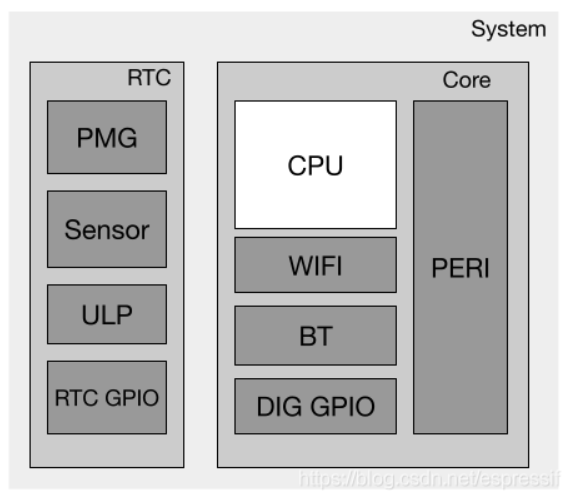 System
RTC
PMG
Sensor
ULP
RTC GPIO
Core
CPU
WIFI
BT
DIG GPIO
PERI
https://blog.csdn.net/espressif